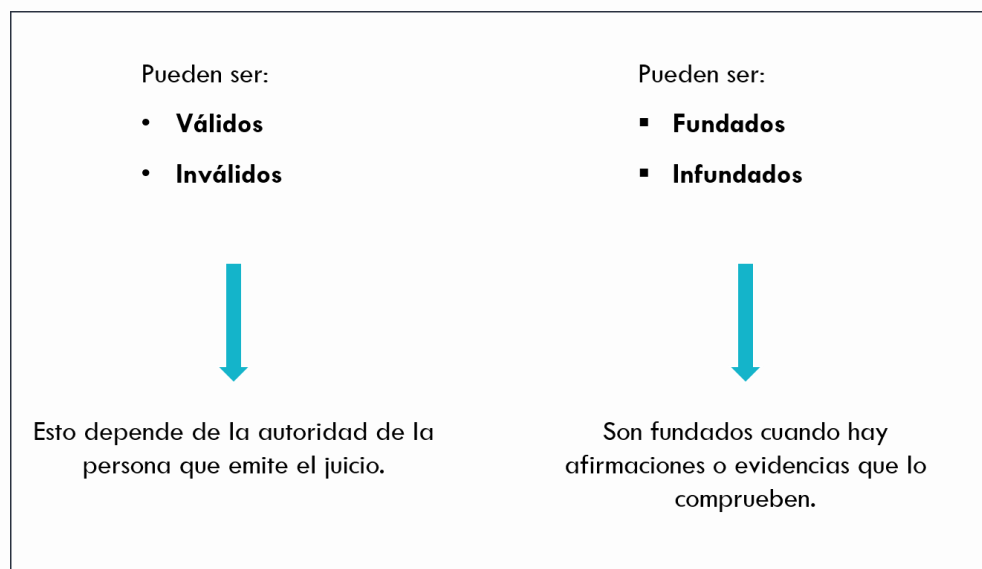 Pueden ser:
• Válidos
• Inválidos
Esto depende de la autoridad de la
persona que emite el juicio.
Pueden ser:
▪ Fundados
▪ Infundados
Son fundados cuando hay
afirmaciones o evidencias que lo
comprueben.